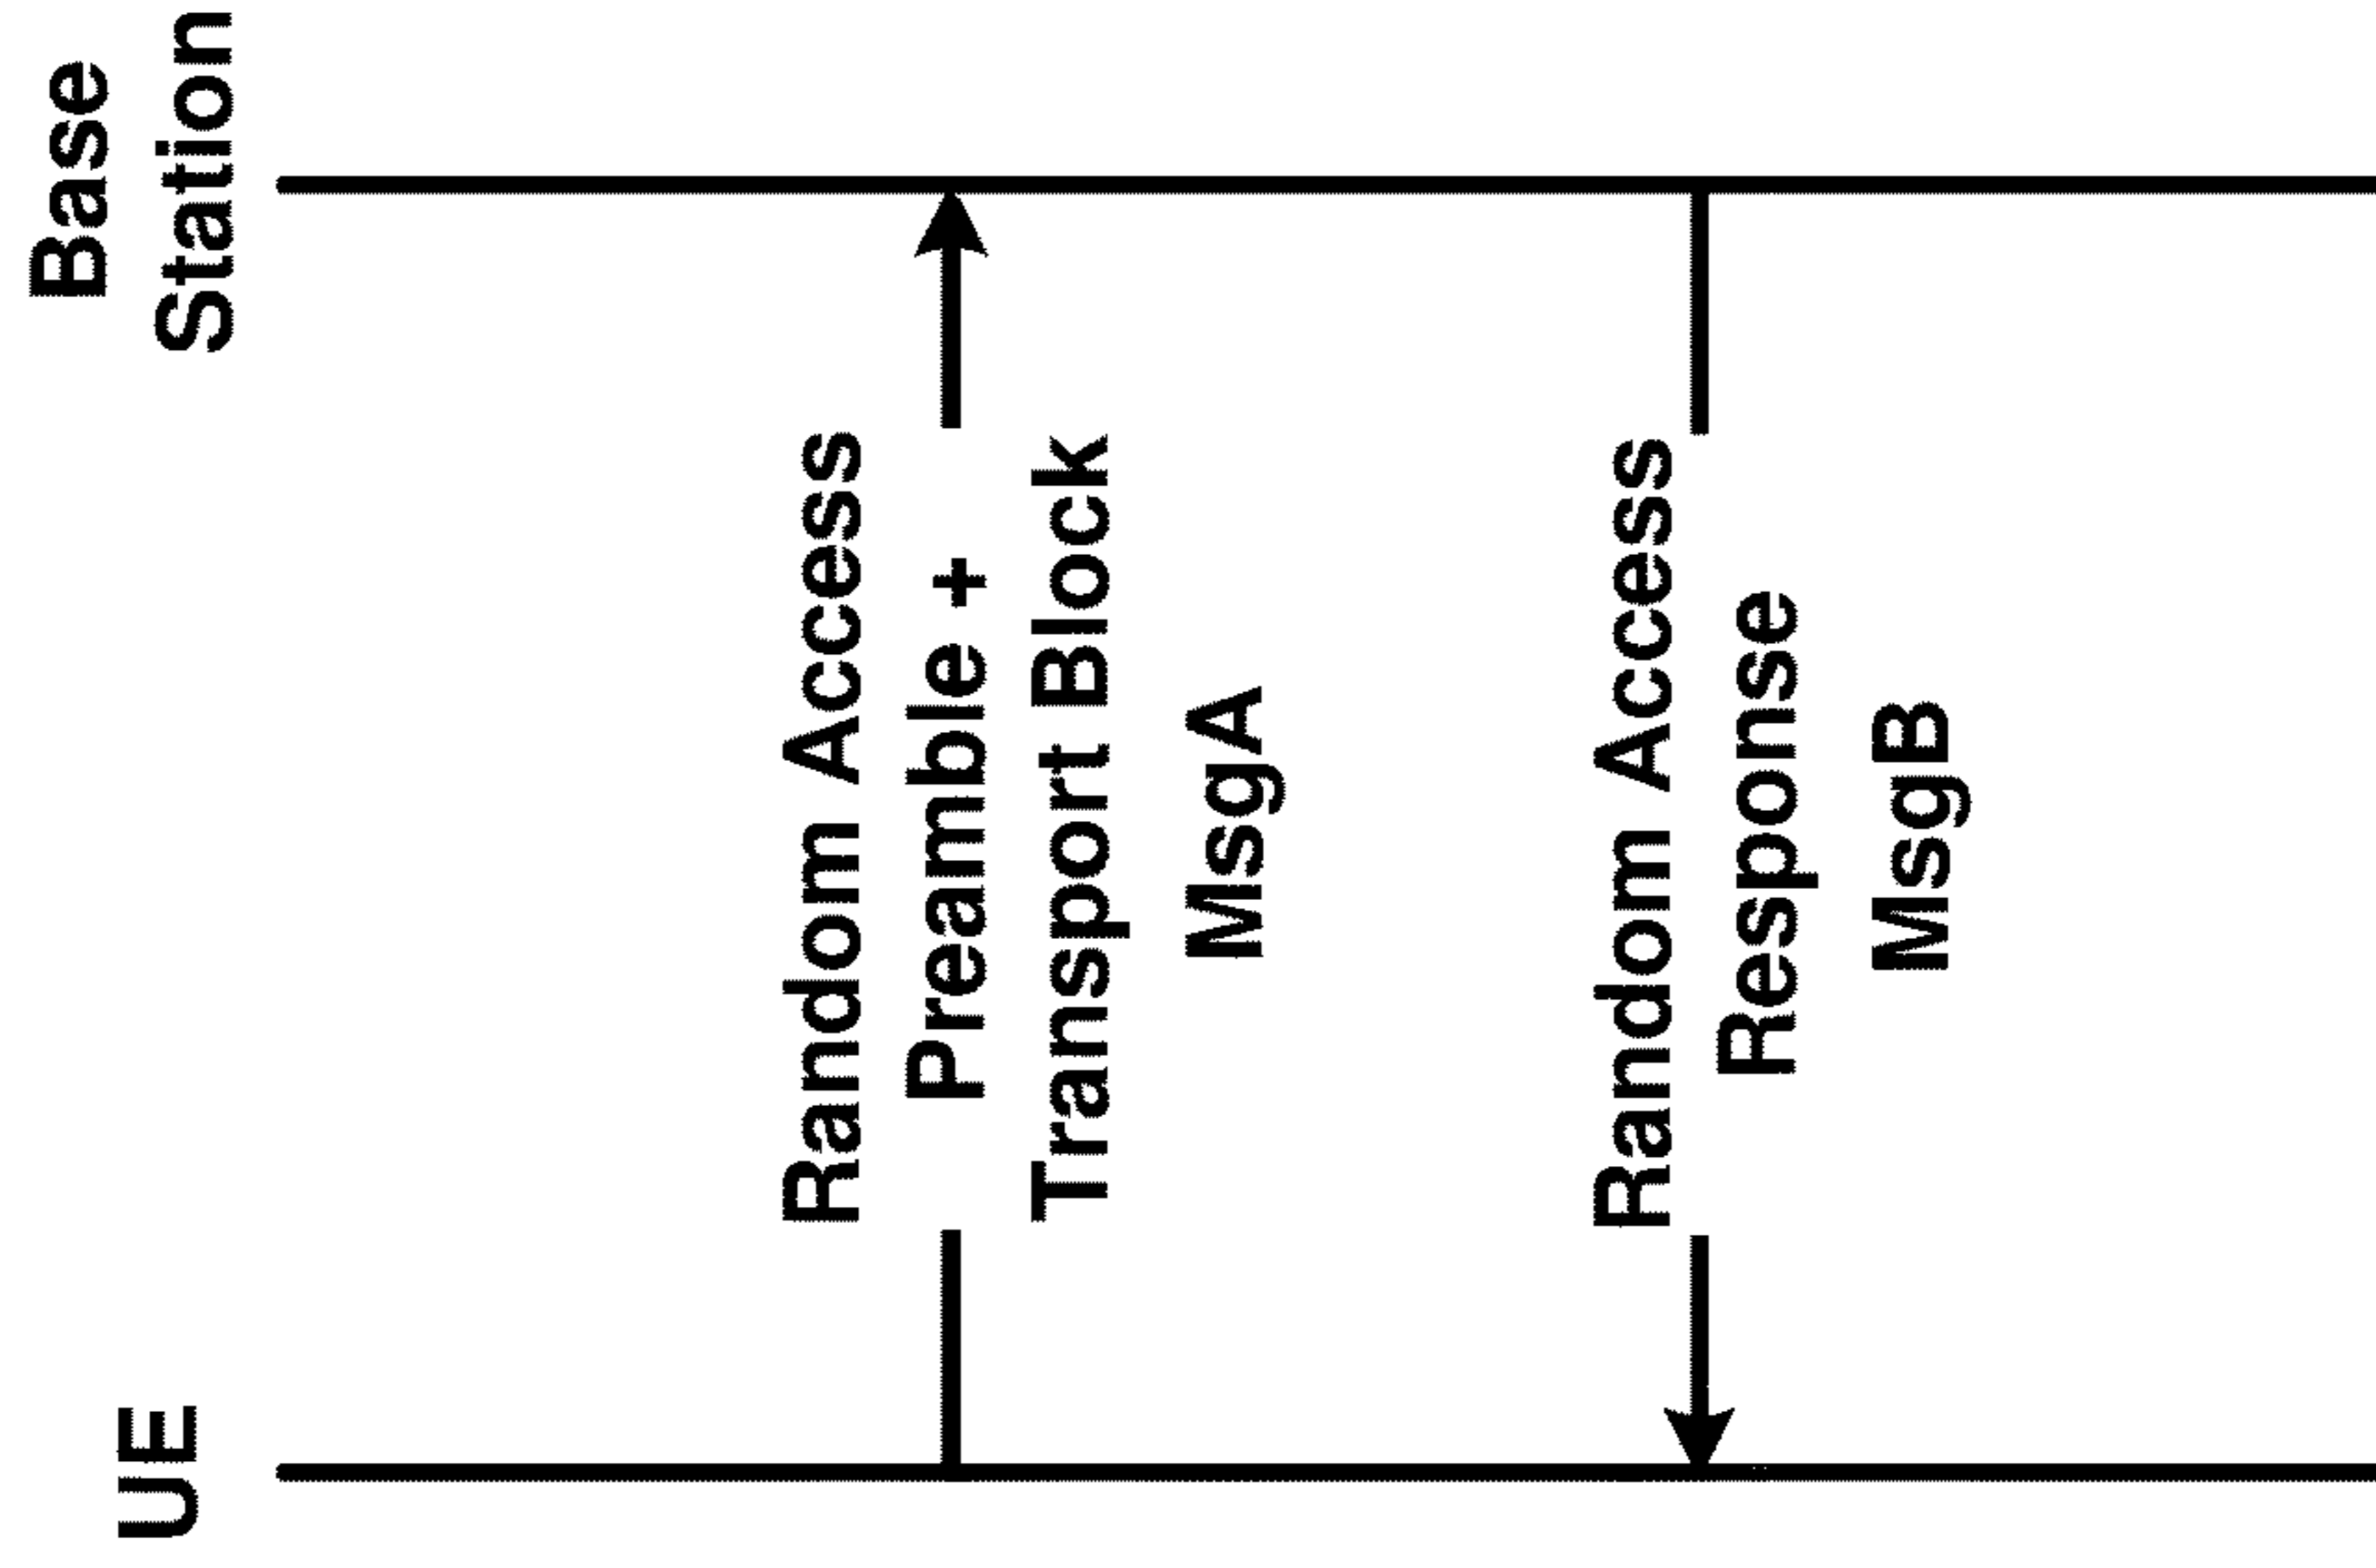 UE
Base
Station
Random Access
Preamble +
Transport Block
MsgA
Random Access
Response
MsgB